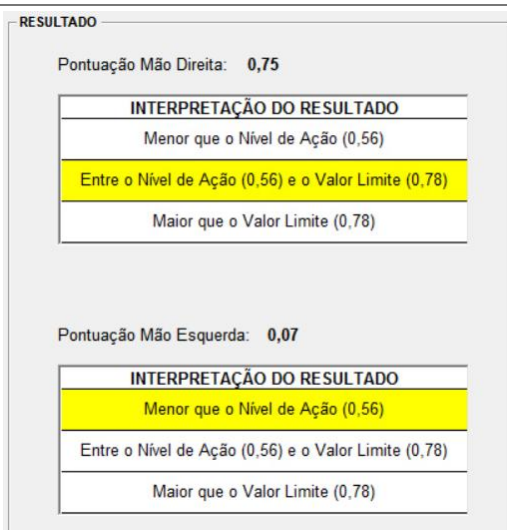 RESULTADO
Pontuação Mão Direita: 0,75
INTERPRETAÇÃO DO RESULTADO
Menor que o Nível de Ação (0,56)
Entre o Nível de Ação (0,56) e o Valor Limite (0,78)
Maior que o Valor Limite (0,78)
Pontuação Mão Esquerda: 0,07
INTERPRETAÇÃO DO RESULTADO
Menor que o Nível de Ação (0,56)
Entre o Nível de Ação (0,56) e o Valor Limite (0,78)
Maior que o Valor Limite (0,78)